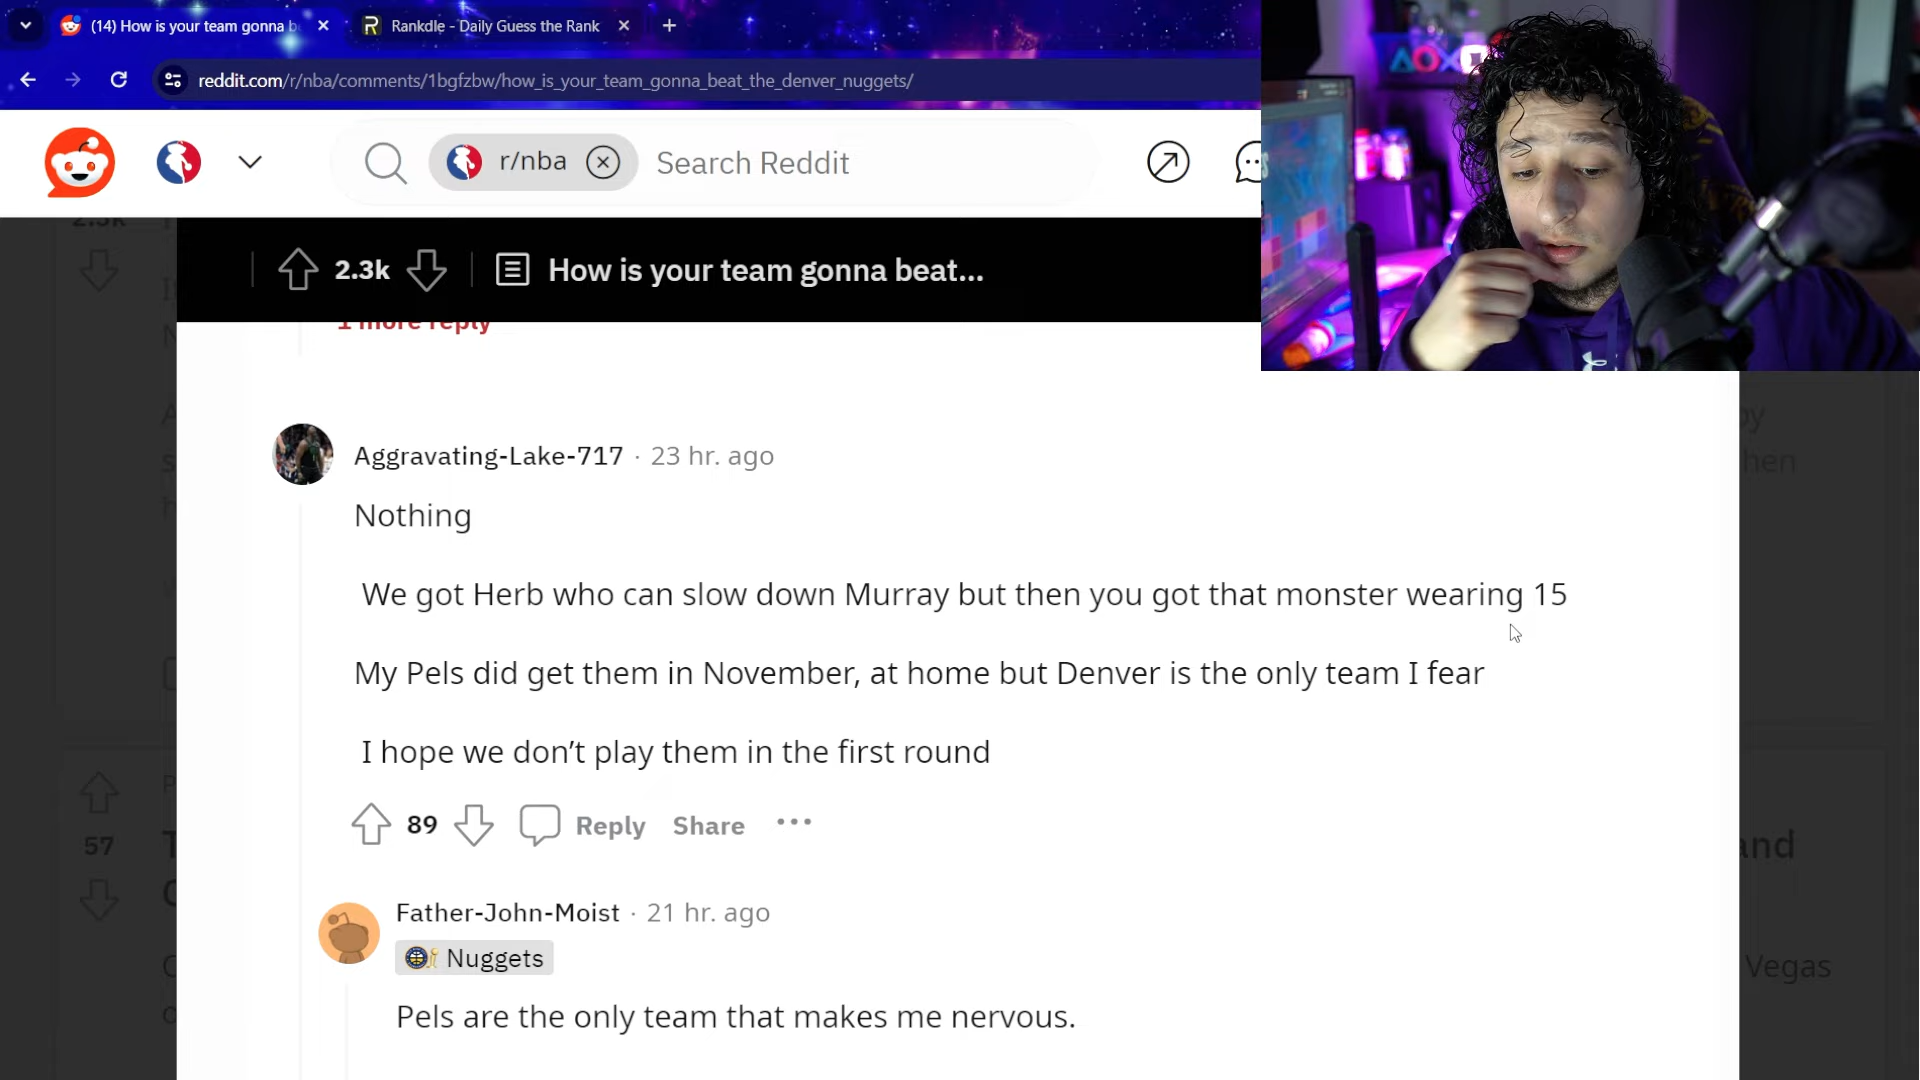 (14) How is your team gonna b
Rankdle - Daily Guess the Rank
reddit.com/r/nba/comments/1bgfzbw/how_is_your_team_gonna_beat_the_denver_nuggets/
r/nba
Search Reddit
2.3k
How is your team gonna beat...
1 more reply
Aggravating-Lake-717 · 23 hr. ago
Nothing
We got Herb who can slow down Murray but then you got that monster wearing 15
My Pels did get them in November, at home but Denver is the only team I fear
I hope we don’t play them in the first round
89
Reply
Share
57
and
Father-John-Moist · 21 hr. ago
Nuggets
Vegas
Pels are the only team that makes me nervous.